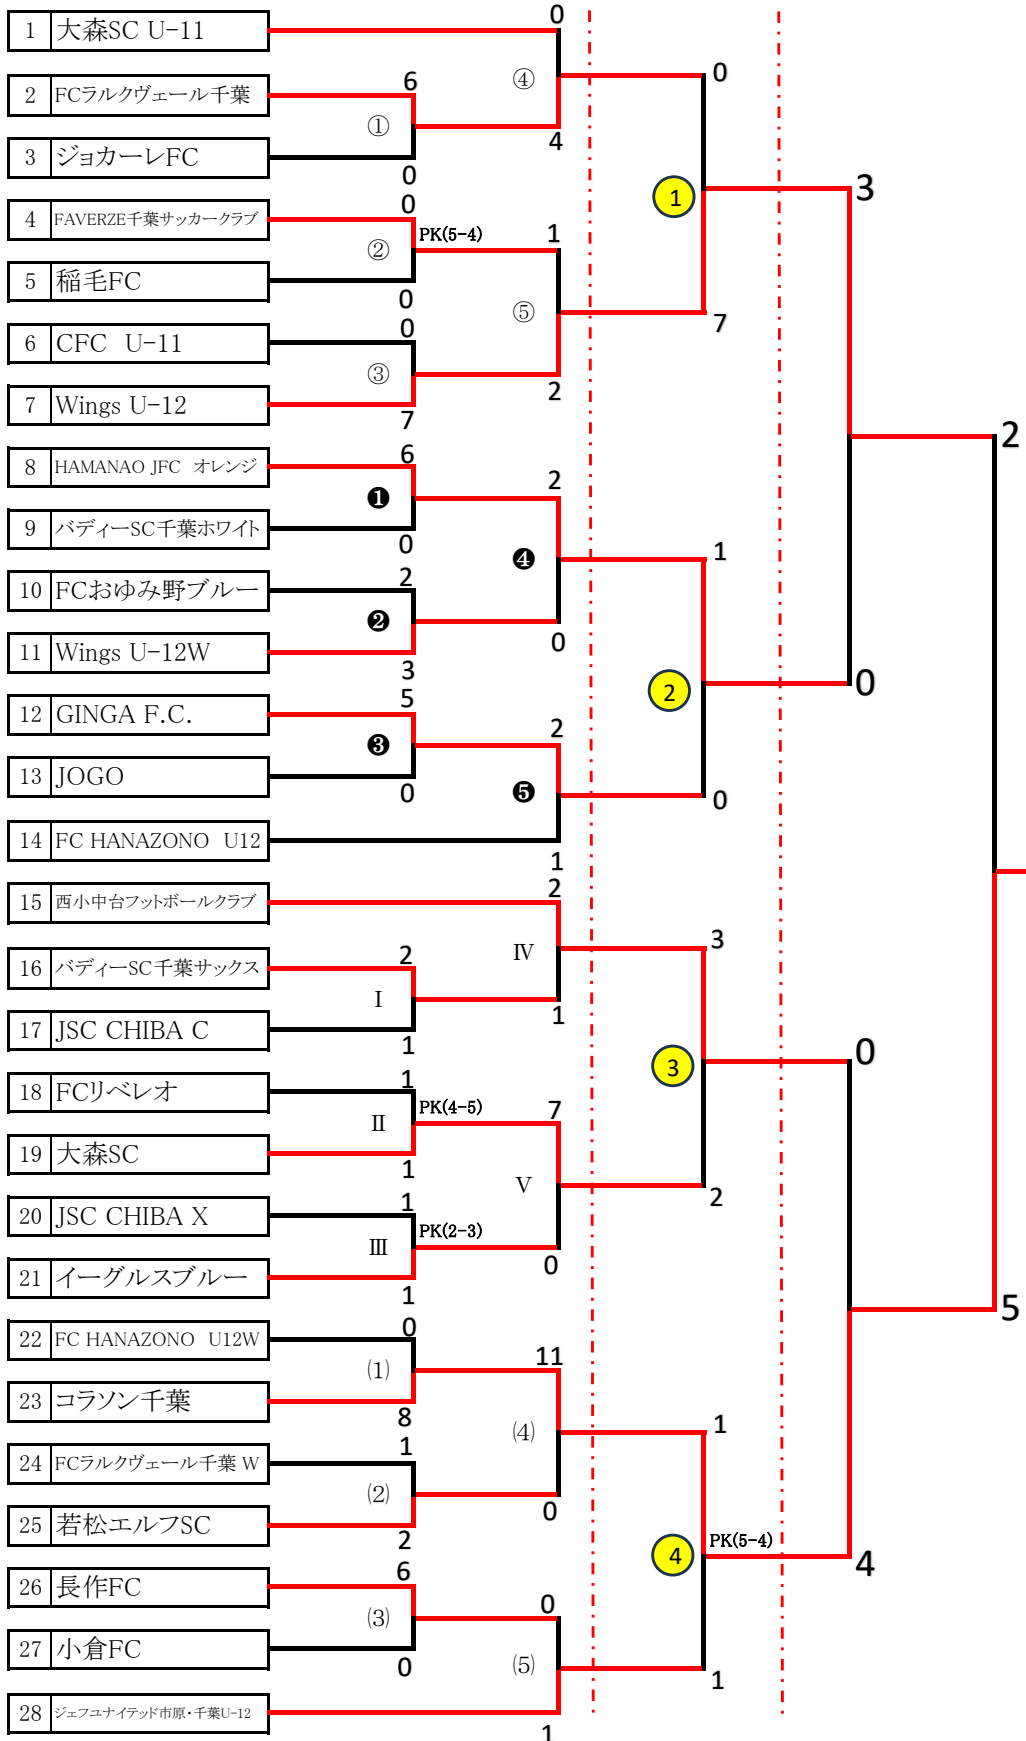 0
1 大森SC U-11
④
0
6
2 FCラルクヴェール千葉
①
4
3 ジョカーレFC
0
0
1
3
4 FAVERZE千葉サッカークラブ
PK(5-4)
1
②
5 稲毛FC
0
⑤
0
7
6 CFC U-11
③
2
7 Wings U-12
7
2
6
8 HAMANAO JFC オレンジ
2
❶
9 バディーSC千葉ホワイト
0
❹
1
2
10 FCおゆみ野ブルー
❷
0
11 Wings U-12W
3
2
0
5
12 GINGA F.C.
2
❸
13 JOGO
0
❺
0
14 FC HANAZONO U12
1
2
15 西小中台フットボールクラブ
3
Ⅳ
2
16 バディーSC千葉サックス
Ⅰ
1
17 JSC CHIBA C
1
0
3
1
18 FCリベレオ
PK(4-5)
7
Ⅱ
19 大森SC
1
Ⅴ
2
1
20 JSC CHIBA X
PK(2-3)
Ⅲ
0
21 イーグルスブルー
1
5
0
22 FC HANAZONO U12W
11
⑴
23 コラソン千葉
8
⑷
1
1
24 FCラルクヴェール千葉 W
⑵
0
25 若松エルフSC
2
PK(5-4)
4
4
6
26 長作FC
0
⑶
27 小倉FC
0
⑸
1
28 ジェフユナイテッド市原・千葉U-12
1